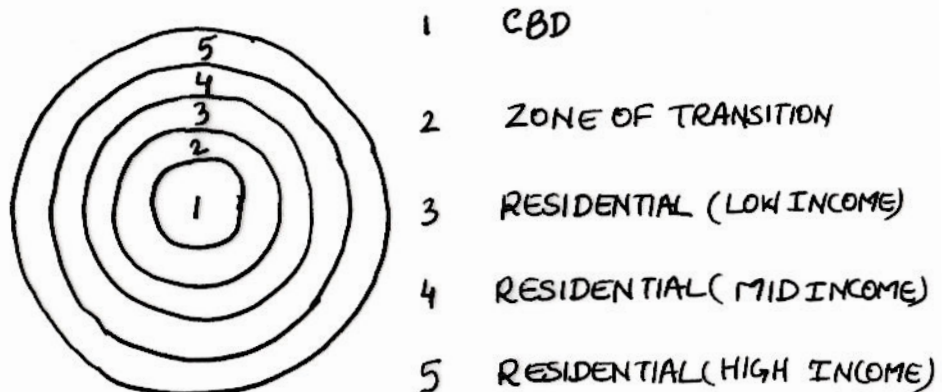 5
4
3
2
1
1 CBD
2 ZONE OF TRANSITION
3 RESIDENTIAL (LOW INCOME)
4 RESIDENTIAL (MID INCOME)
5 RESIDENTIAL (HIGH INCOME)